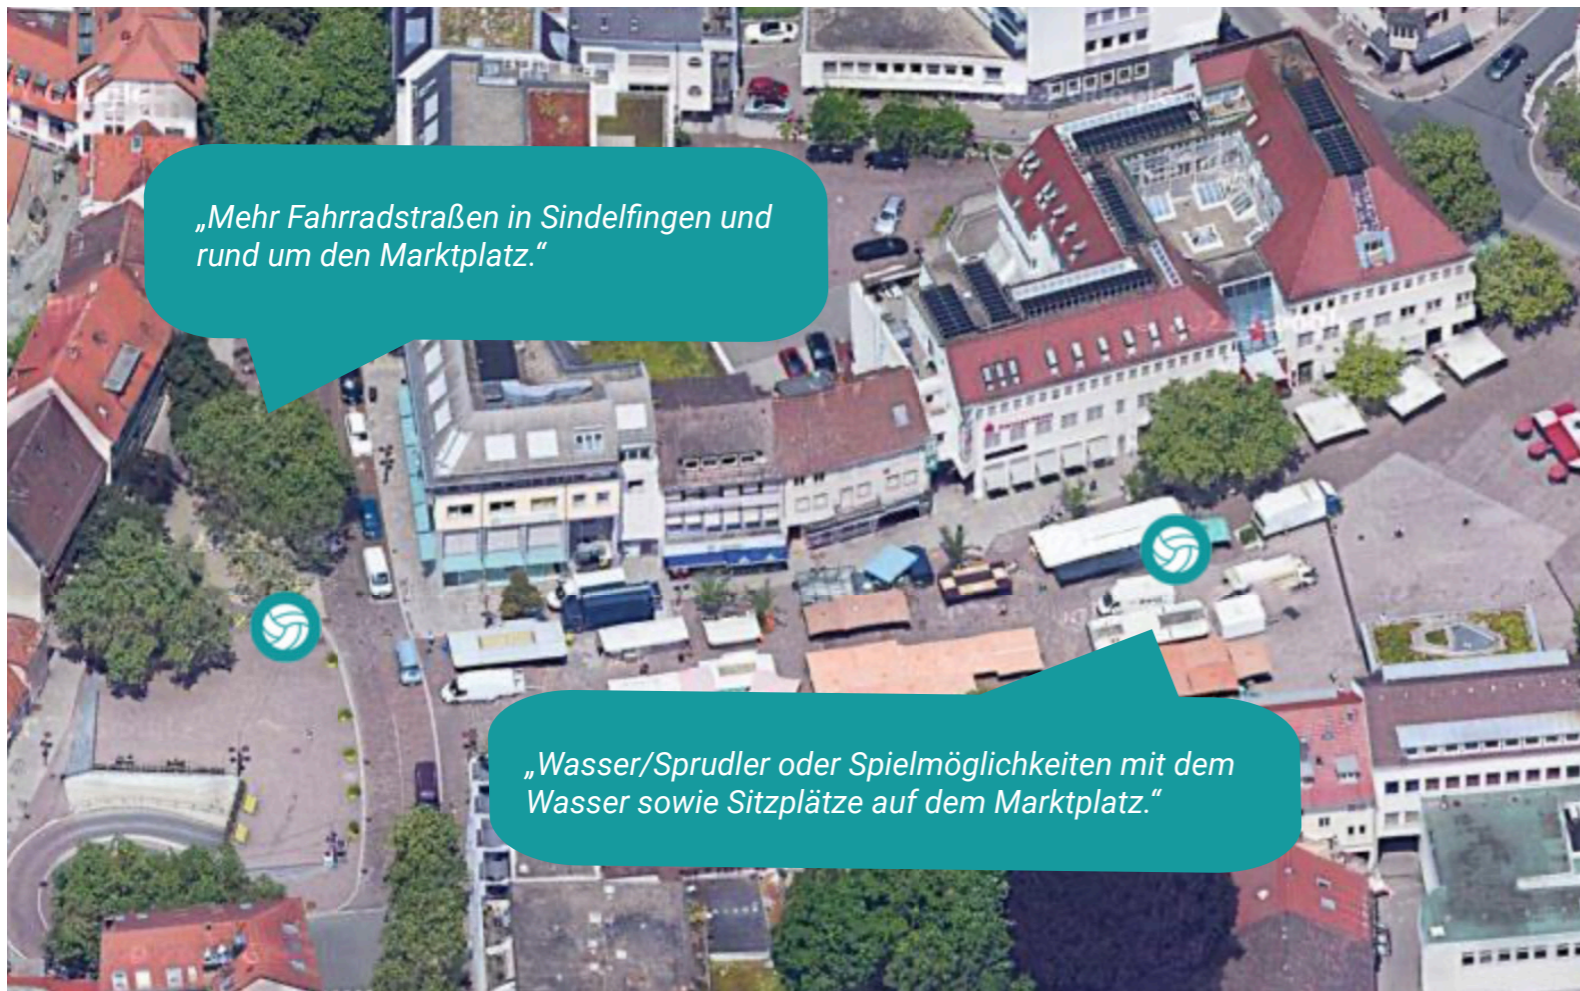 „Mehr Fahrradstraßen in Sindelfingen und
rund um den Marktplatz.“
„Wasser/Sprudler oder Spielmöglichkeiten mit dem
Wasser sowie Sitzplätze auf dem Marktplatz.“